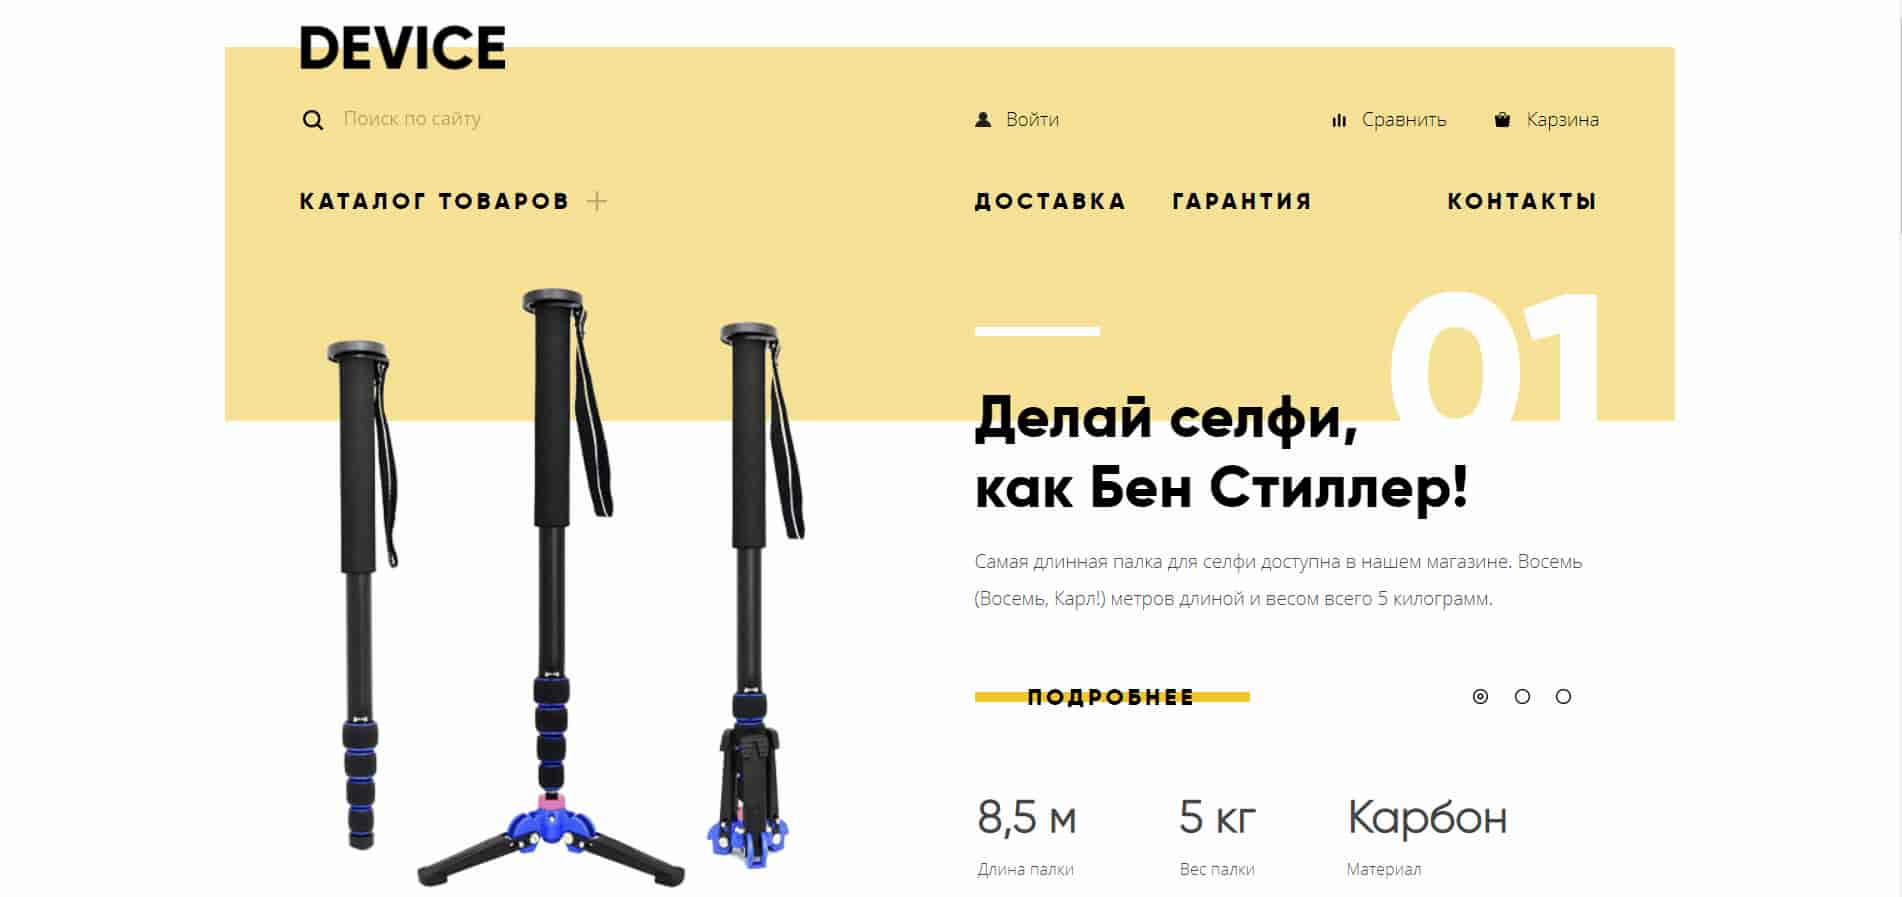 DEVICE
Поиск по сайту
Войти
Сравнить
Карзина
КАТАЛОГ ТОВАРОВ +
ДОСТАВКА
ГАРАНТИЯ
КОНТАКТЫ
01
Делай селфи,
как Бен Стиллер!
Самая длинная палка для селфи доступна в нашем магазине. Восемь
(Восемь, Карл!) метров длиной и весом всего 5 килограмм.
ПОДРОБНЕЕ
8,5 м
5 кг
Карбон
Длина палки
Вес палки
Материал